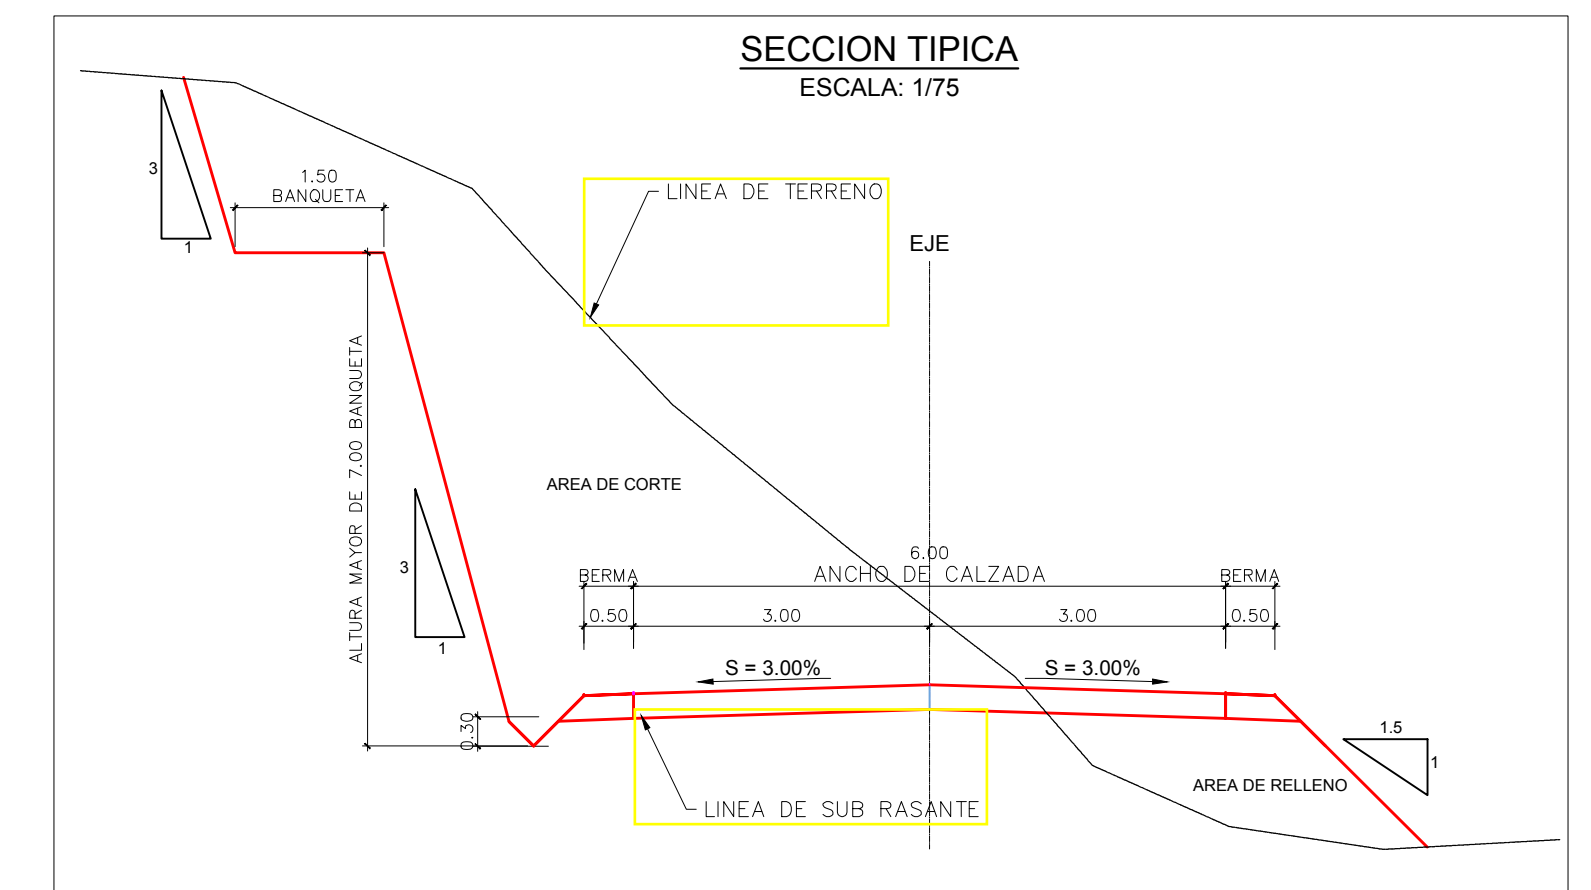 SECCION TIPICA
ESCALA: 1/75
3
1
1.50
BANQUETA
LINEA DE TERRENO
EJE
ALTURA MAYOR DE 7.00 BANQUETA
AREA DE CORTE
3
1
6.00
BERMA
ANCHO DE CALZADA
BERMA
0.50
3.00
3.00
0.50
S = 3.00%
S = 3.00%
0.30
1.5
1
AREA DE RELLENO
LINEA DE SUB RASANTE